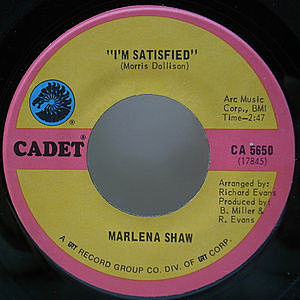 "I'M SATISFIED"
(Morris Dollison)
Arc Music
Corp., BMI
Time-2:47
CADET®
CA 5650
(17845)
Arranged by:
Richard Evans
Produced by:
B. Miller &
R. Evans
MARLENA SHAW
A GRT RECORD GROUP CO. DIV. OF GRT CORP.